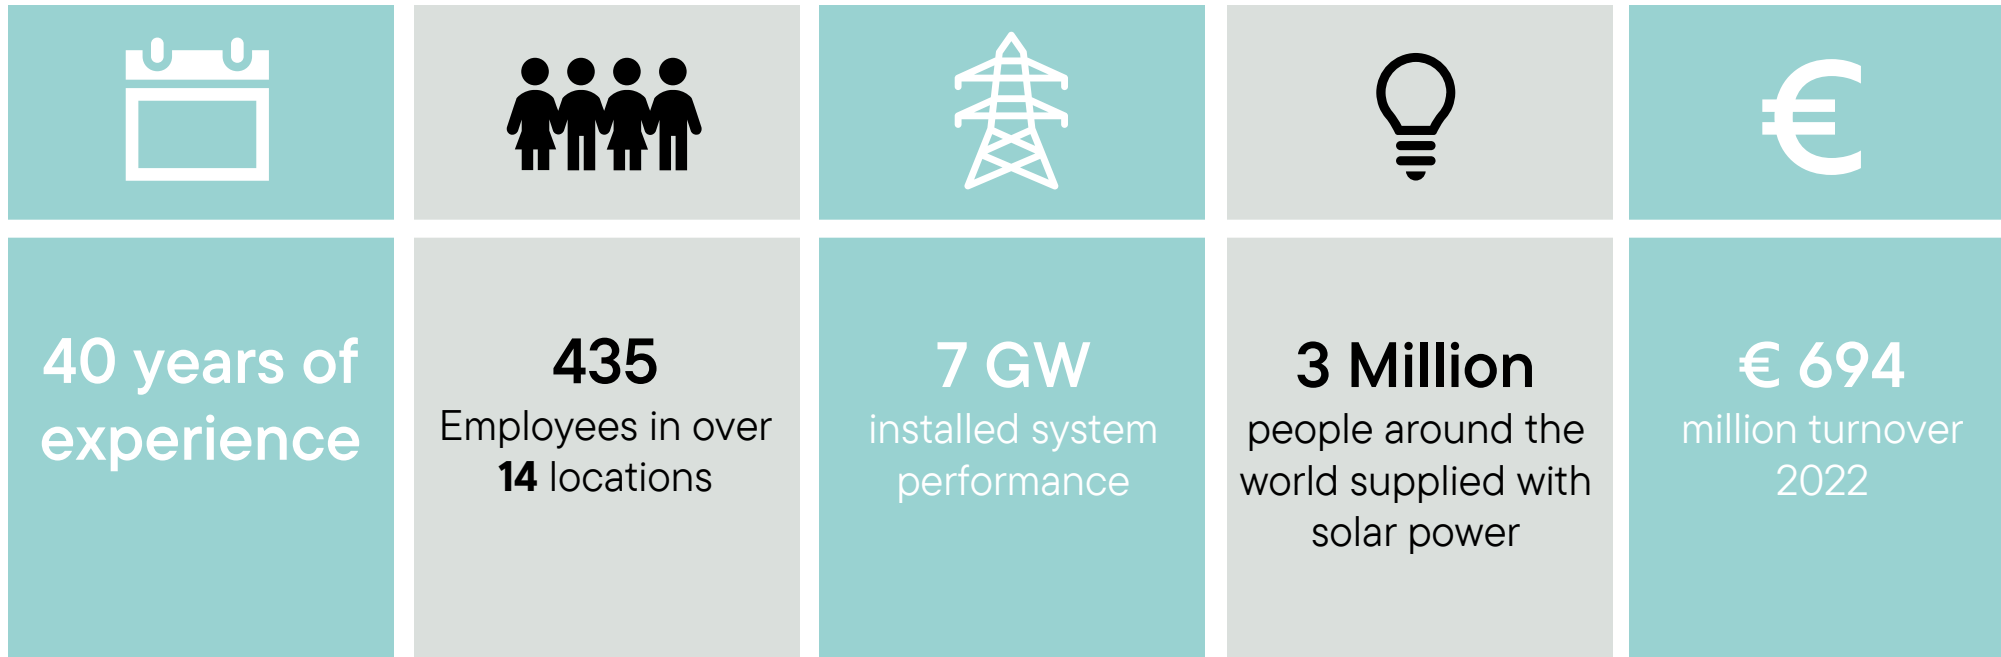 40 years of
experience
435
Employees in over
14 locations
7 GW
installed system
performance
3 Million
people around the
world supplied with
solar power
€ 694
million turnover
2022